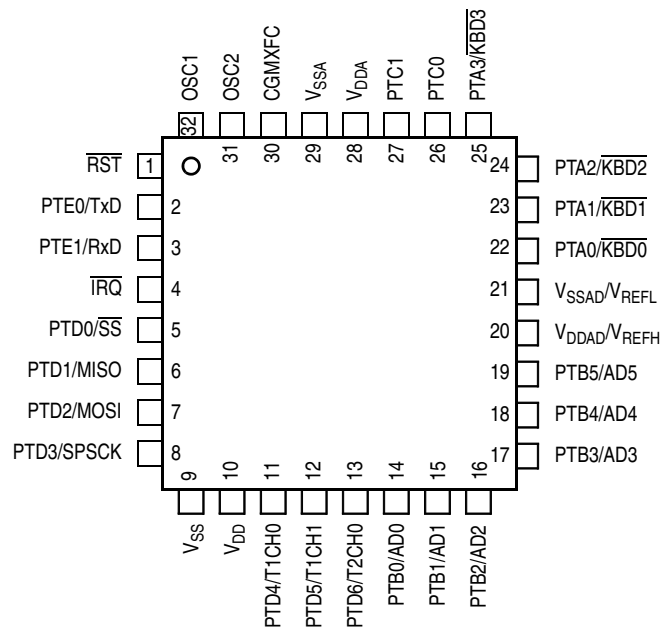 OSC1
OSC2
CGMXFC
VSSA
VDDA
PTC1
PTC0
PTA3/KBD3
32
31
30
29
28
27
26
25
RST 1
PTE0/TxD 2
PTE1/RxD 3
IRQ 4
PTD0/SS 5
PTD1/MISO 6
PTD2/MOSI 7
PTD3/SPSCK 8
24 PTA2/KBD2
23 PTA1/KBD1
22 PTA0/KBD0
21 VSSAD/VREFL
20 VDDAD/VREFH
19 PTB5/AD5
18 PTB4/AD4
17 PTB3/AD3
9
10
11
12
13
14
15
16
VSS
VDD
PTD4/T1CH0
PTD5/T1CH1
PTD6/T2CH0
PTB0/AD0
PTB1/AD1
PTB2/AD2